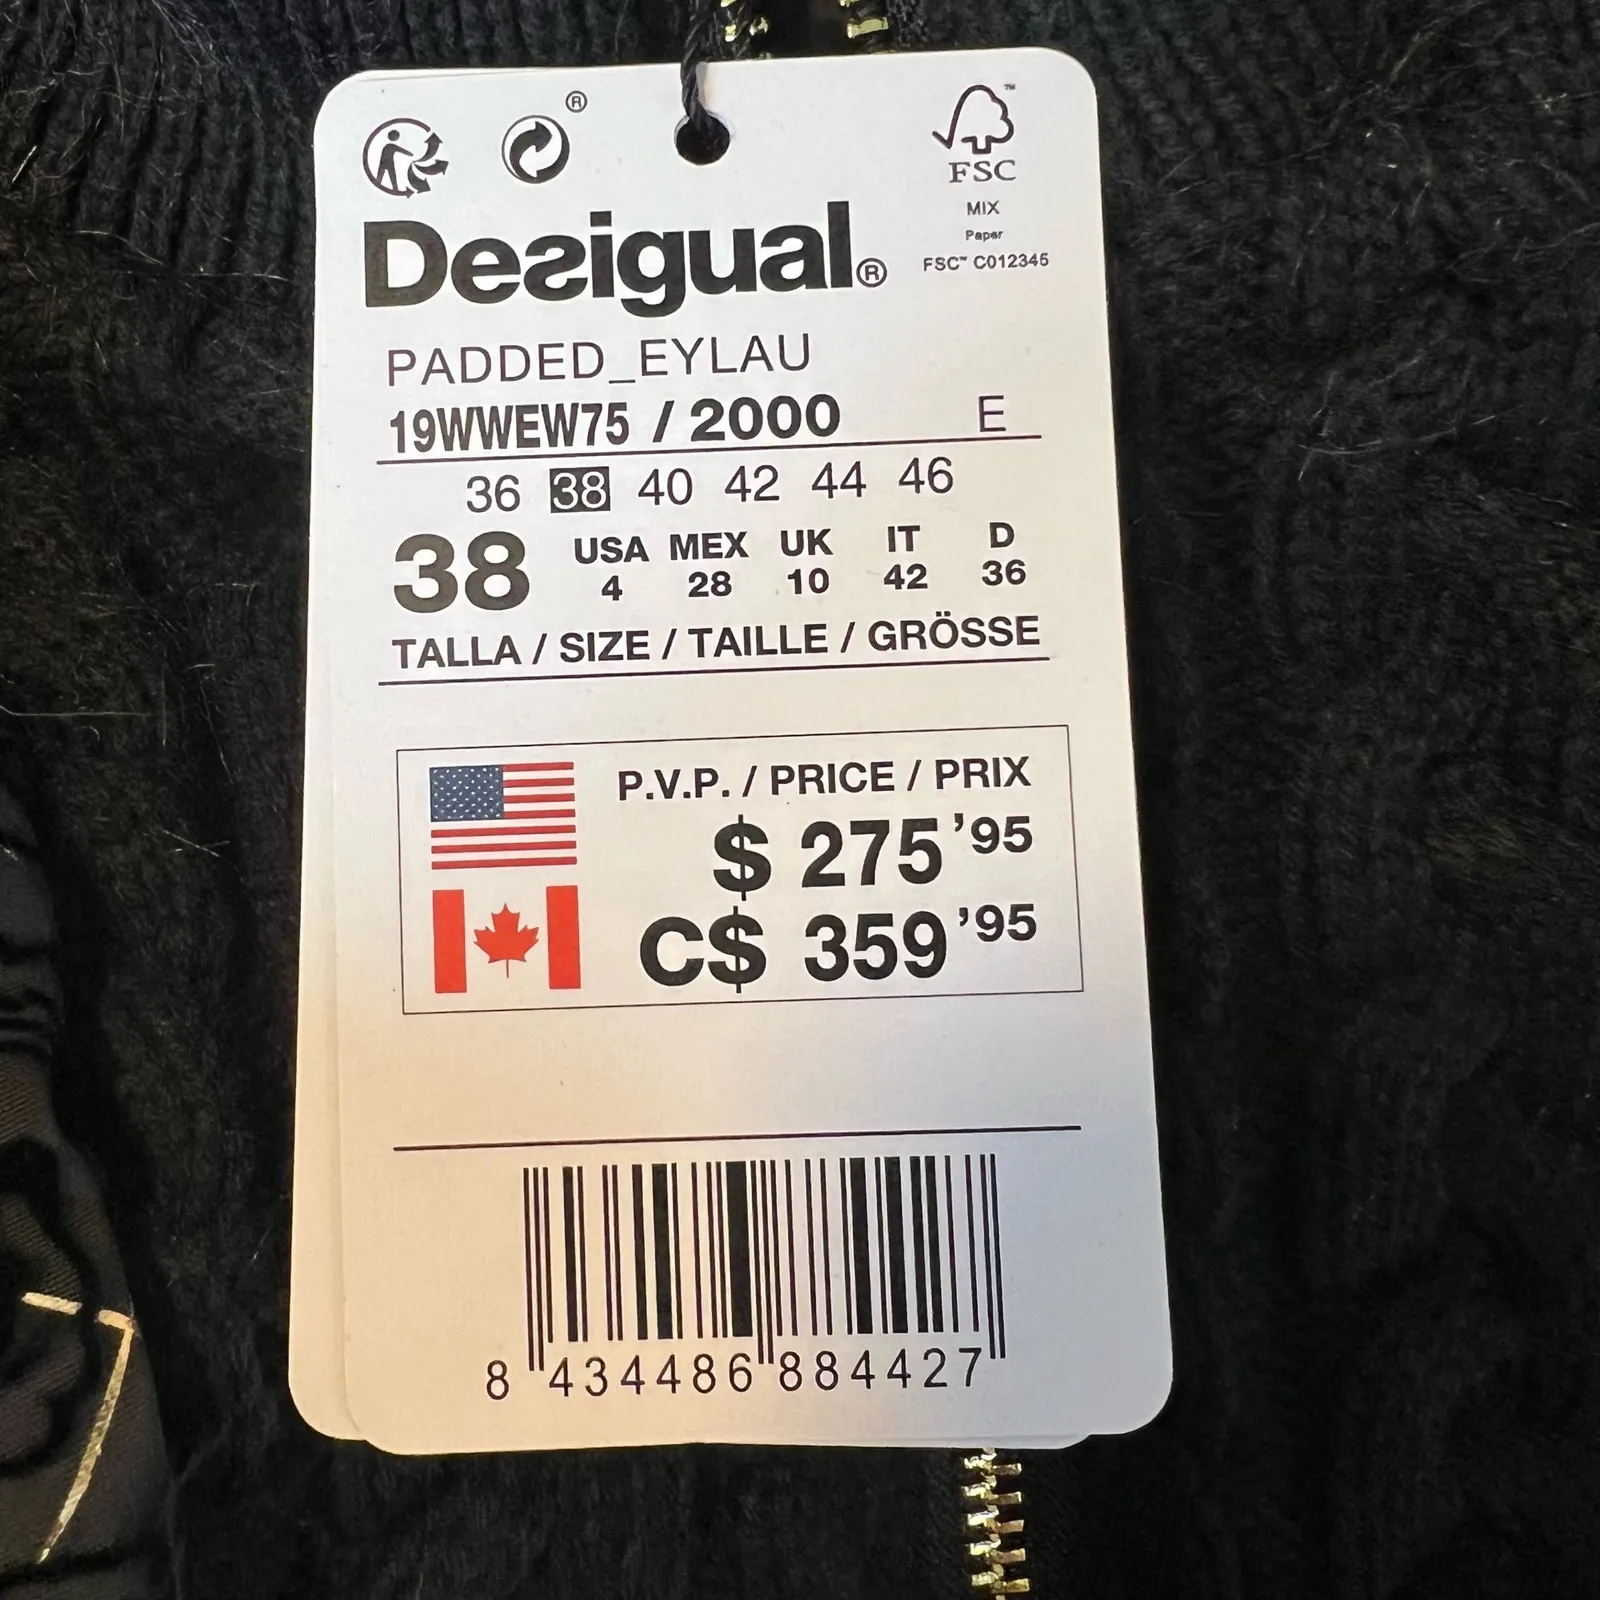 ®
FSC™
MIX
Paper
FSC™ C012345
Desigual®
PADDED_EYLAU
19WWEW75 / 2000 E
36 38 40 42 44 46
38 USA MEX UK IT D
4 28 10 42 36
TALLA / SIZE / TAILLE / GRÖSSE
P.V.P. / PRICE / PRIX
$ 275'95
C$ 359'95
8 434486 884427